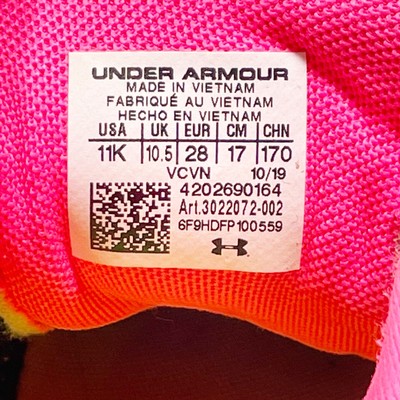 UNDER ARMOUR
MADE IN VIETNAM
FABRIQUÉ AU VIETNAM
HECHO EN VIETNAM
USA UK EUR CM CHN
11K 10.5 28 17 170
VCVN 10/19
4202690164
Art.3022072-002
6F9HDFP100559